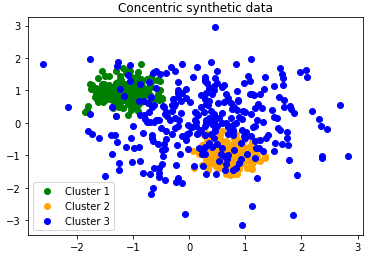 Concentric synthetic data
3
2
1
0
−1
−2
−3
Cluster 1
Cluster 2
Cluster 3
−2 −1 0 1 2 3